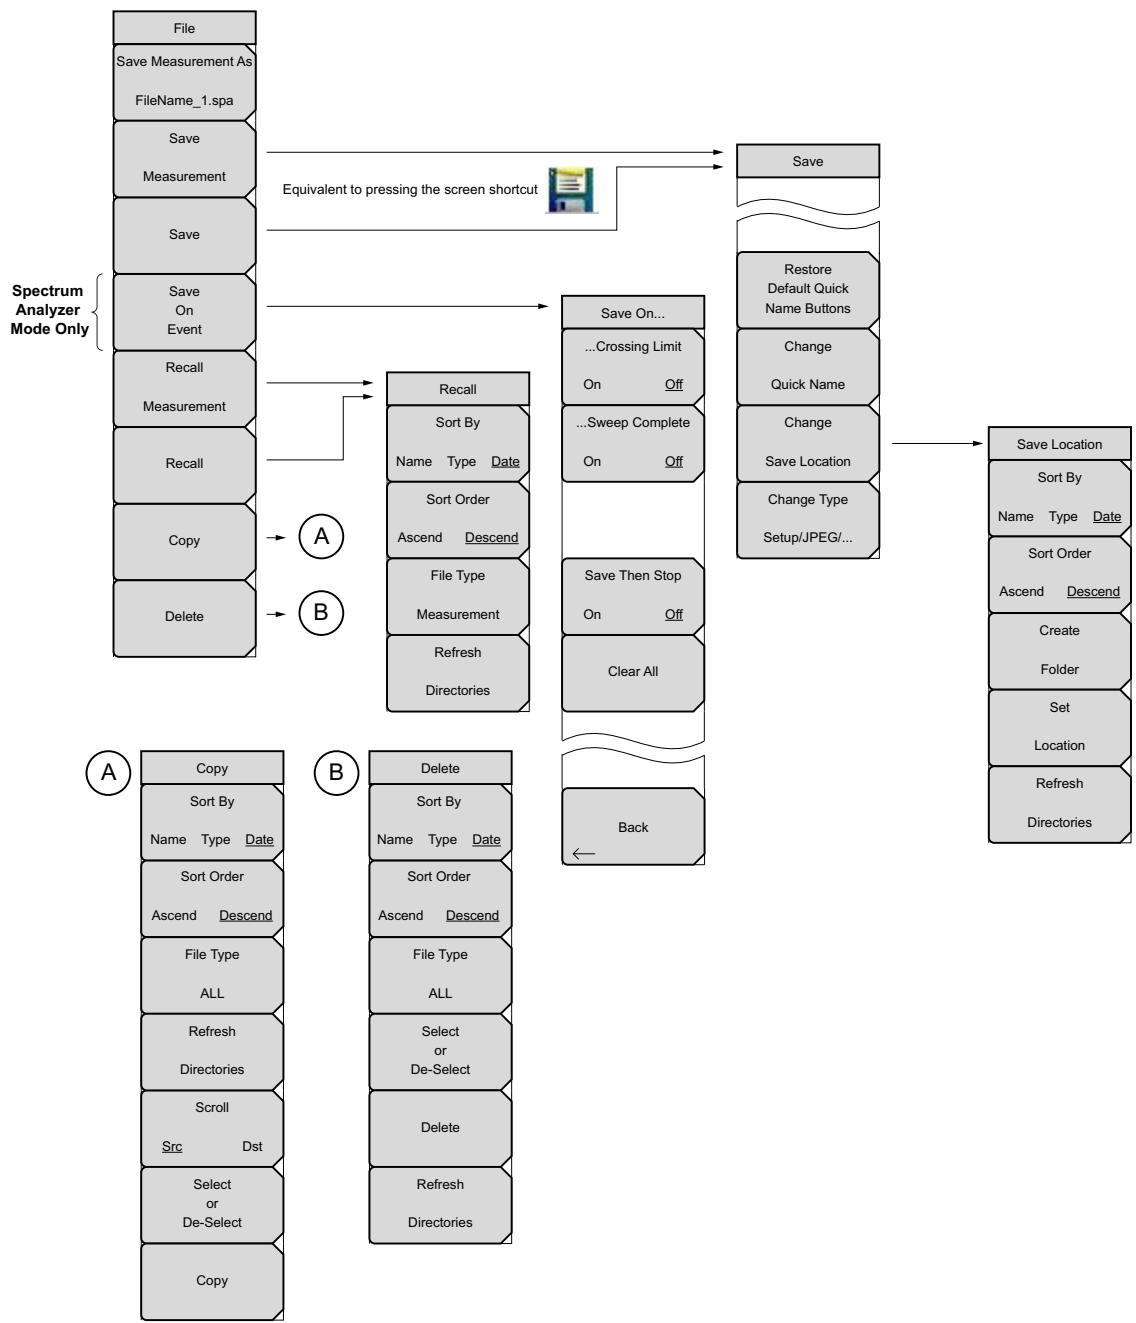 File
Save Measurement As
FileName_1.spa
Save
Measurement
Save
Spectrum
Analyzer
Mode Only
Save
On
Event
Recall
Measurement
Recall
Copy
A
Delete
B
Equivalent to pressing the screen shortcut
Recall
Sort By
Name Type Date
Sort Order
Ascend Descend
File Type
Measurement
Refresh
Directories
Save On...
...Crossing Limit
On Off
...Sweep Complete
On Off
Save Then Stop
On Off
Clear All
Back
Save
Restore
Default Quick
Name Buttons
Change
Quick Name
Change
Save Location
Change Type
Setup/JPEG/...
Save Location
Sort By
Name Type Date
Sort Order
Ascend Descend
Create
Folder
Set
Location
Refresh
Directories
A
Copy
Sort By
Name Type Date
Sort Order
Ascend Descend
File Type
ALL
Refresh
Directories
Scroll
Src Dst
Select
or
De-Select
Copy
B
Delete
Sort By
Name Type Date
Sort Order
Ascend Descend
File Type
ALL
Select
or
De-Select
Delete
Refresh
Directories